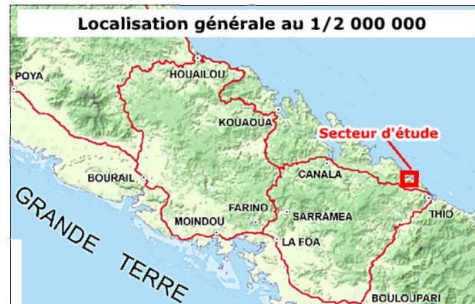 Localisation générale au 1/2 000 000
HOUAILOU
POYA
KOUAOUA
Secteur d'étude
BOURAIL
CANALA
FARINO
SARRAMEA
THIO
MOINDOU
LA FOA
GRANDE TERRE
BOULOUPARI